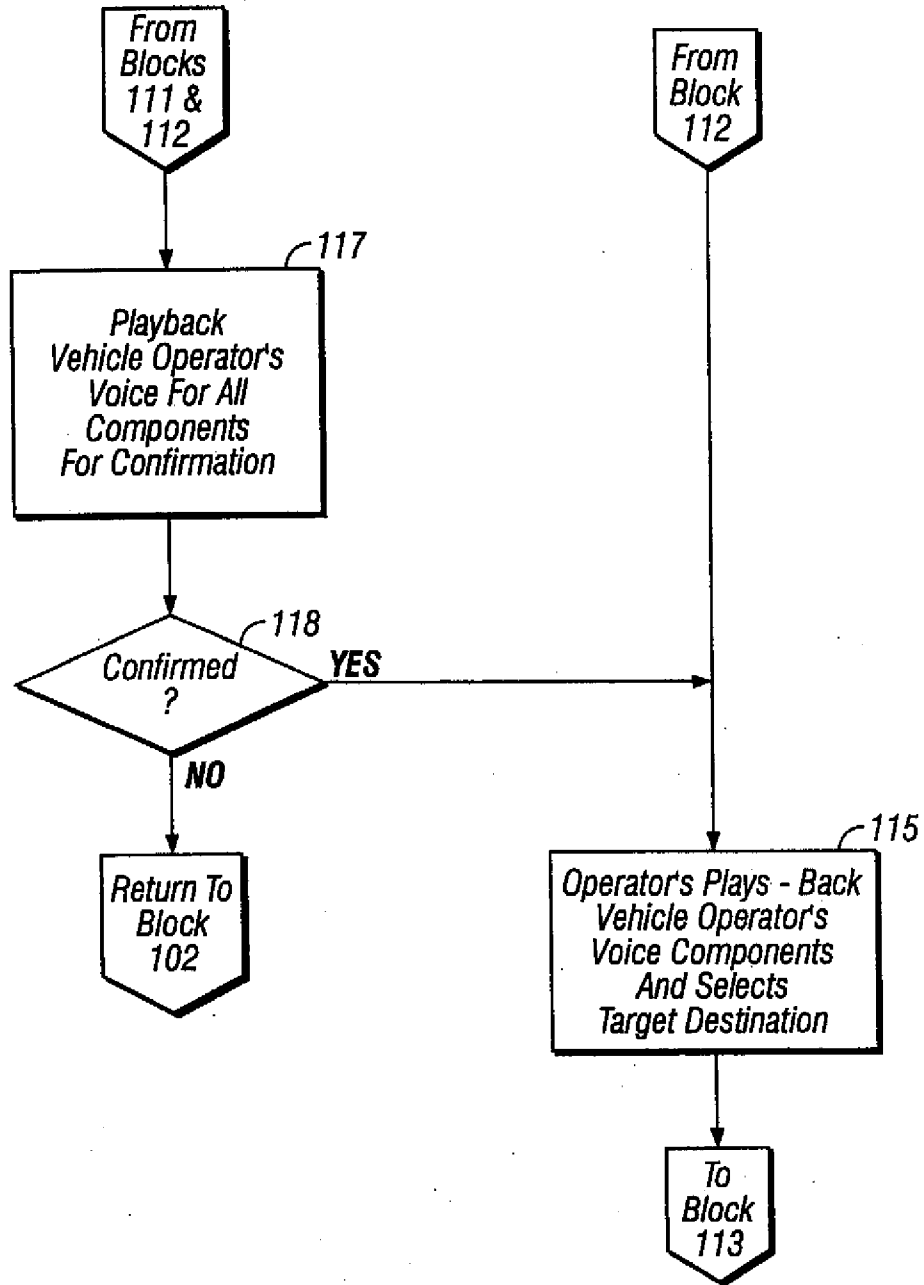 From
Blocks
111 &
112
From
Block
112
117
Playback
Vehicle Operator's
Voice For All
Components
For Confirmation
118
Confirmed
?
YES
NO
Return To
Block
102
115
Operator's Plays - Back
Vehicle Operator's
Voice Components
And Selects
Target Destination
To
Block
113